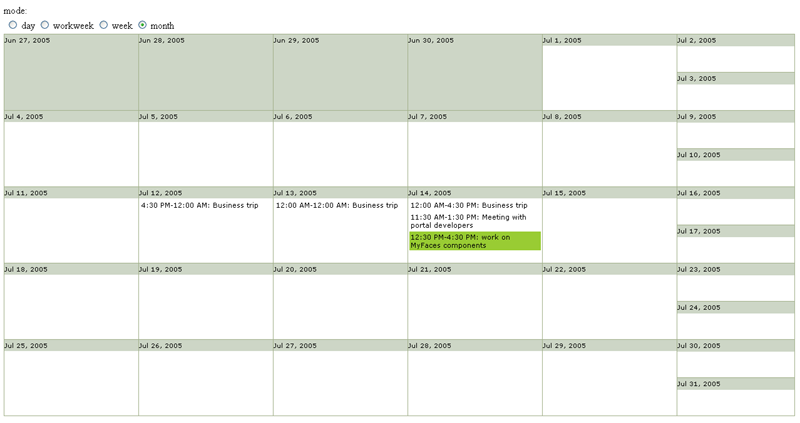 mode:
day workweek week month
Jun 27, 2005 Jun 28, 2005 Jun 29, 2005 Jun 30, 2005 Jul 1, 2005 Jul 2, 2005
Jul 3, 2005
Jul 4, 2005 Jul 5, 2005 Jul 6, 2005 Jul 7, 2005 Jul 8, 2005 Jul 9, 2005
Jul 10, 2005
Jul 11, 2005 Jul 12, 2005 Jul 13, 2005 Jul 14, 2005 Jul 15, 2005 Jul 16, 2005
4:30 PM-12:00 AM: Business trip 12:00 AM-12:00 AM: Business trip 12:00 AM-4:30 PM: Business trip
11:30 AM-1:30 PM: Meeting with
portal developers
Jul 17, 2005
12:30 PM-4:30 PM: work on
MyFaces components
Jul 18, 2005 Jul 19, 2005 Jul 20, 2005 Jul 21, 2005 Jul 22, 2005 Jul 23, 2005
Jul 24, 2005
Jul 25, 2005 Jul 26, 2005 Jul 27, 2005 Jul 28, 2005 Jul 29, 2005 Jul 30, 2005
Jul 31, 2005